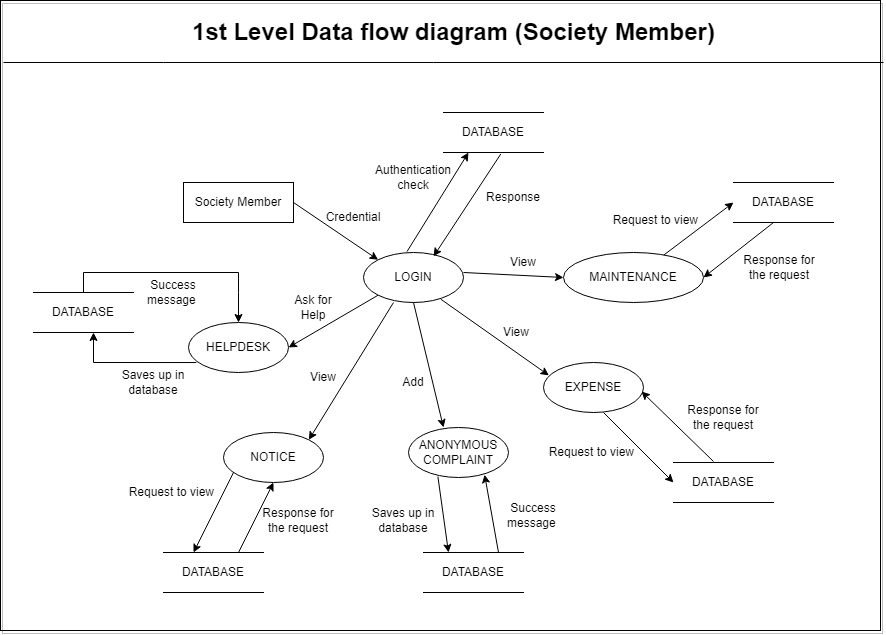 1st Level Data flow diagram (Society Member)
DATABASE
Authentication
check
Response
Society Member
Credential
DATABASE
Request to view
Response for
the request
View
LOGIN
MAINTENANCE
Success
message
DATABASE
Ask for
Help
HELPDESK
Saves up in
database
View
View
Add
EXPENSE
Response for
the request
Request to view
DATABASE
NOTICE
ANONYMOUS
COMPLAINT
Request to view
Response for
the request
Saves up in
database
Success
message
DATABASE
DATABASE